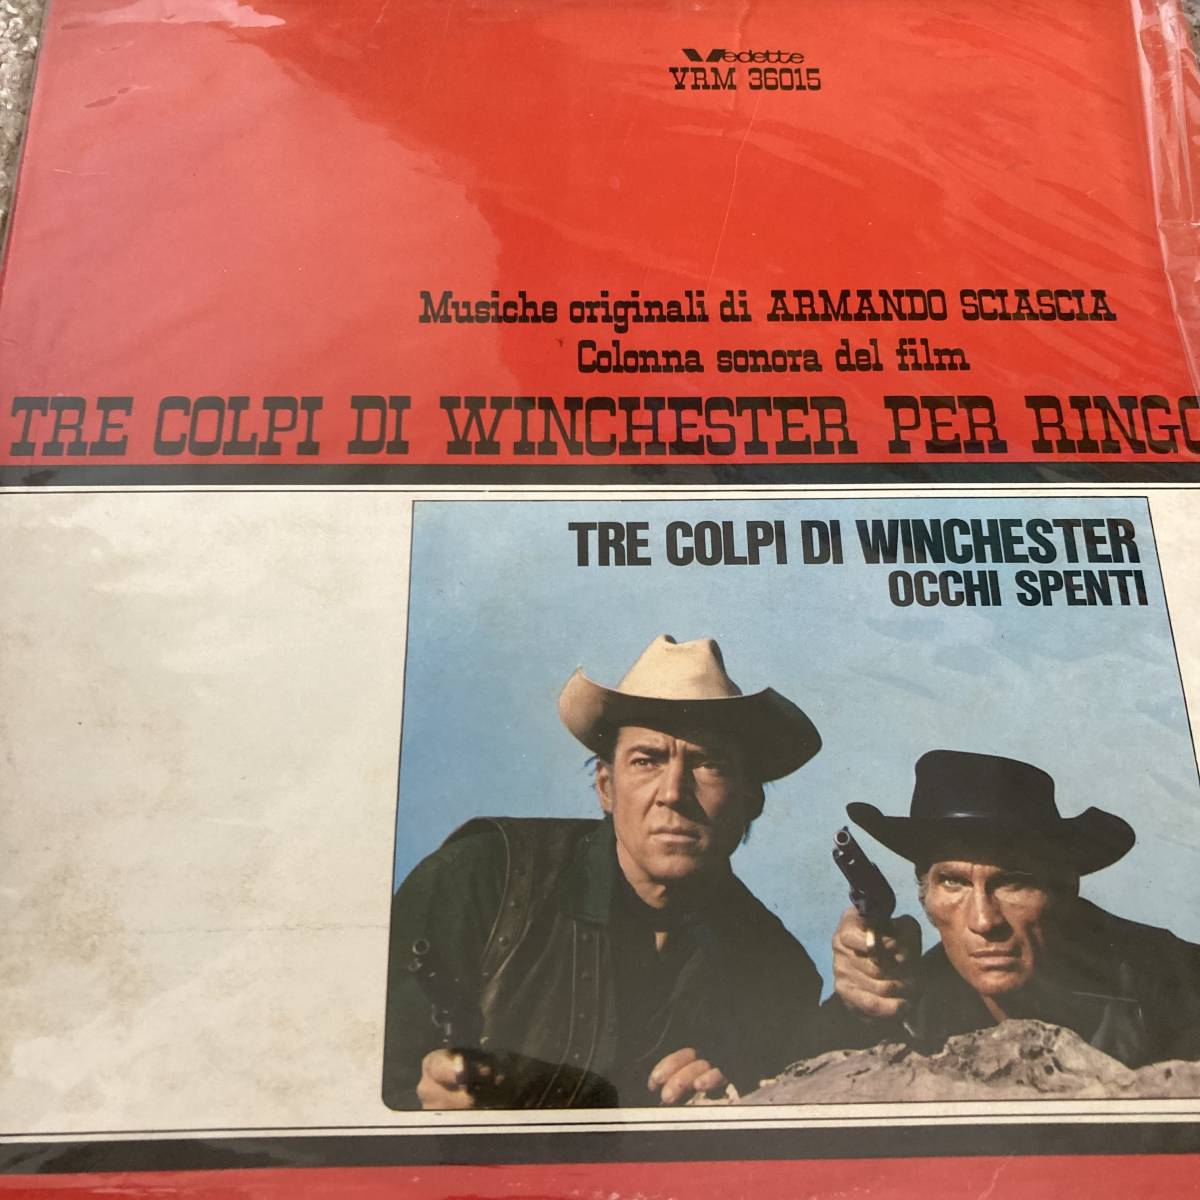 Vedette
VRM 36015
Musiche originali di ARMANDO SCIASCIA
Colonna sonora del film
TRE COLPI DI WINCHESTER PER RINGO
TRE COLPI DI WINCHESTER
OCCHI SPENTI